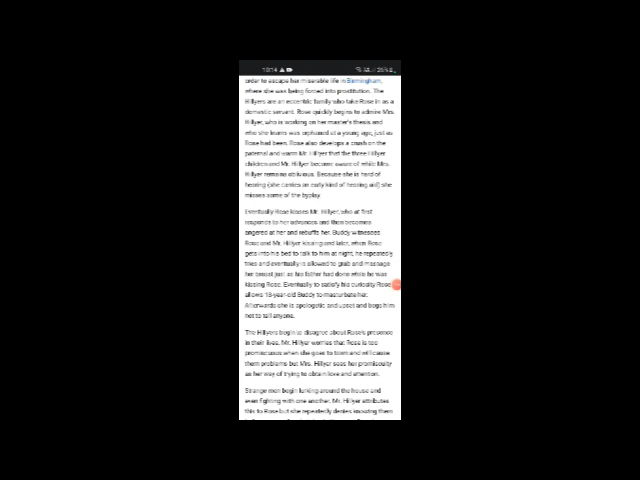 10:14
order to escape her miserable life in Birmingham,
where she was being forced into prostitution. The
Hillyers are an eccentric family who take Rose in as a
domestic servant. Rose quickly begins to admire Mrs.
Hillyer, who is working on her master's thesis and
who she learns was orphaned at a young age, just as
Rose had been. Rose also develops a crush on the
paternal and warm Mr. Hillyer that the three Hillyer
children and Mr. Hillyer become aware of while Mrs.
Hillyer remains oblivious. Because she is hard of
hearing (she carries an early kind of hearing aid) she
misses some of the byplay.
Eventually Rose kisses Mr. Hillyer, who at first
responds to her advances and then becomes
angered at her and rebuffs her. Buddy witnesses
Rose and Mr. Hillyer kissing and later, when Rose
gets into his bed to talk to him at night, he repeatedly
tries and eventually is allowed to grab and massage
her breast just as his father had done while he was
kissing Rose. Eventually to satisfy his curiosity Rose
allows 13-year-old Buddy to masturbate her.
Afterwards she is apologetic and upset and begs him
not to tell anyone.
The Hillyers begin to disagree about Rose's presence
in their lives. Mr. Hillyer worries that Rose is too
promiscuous when she goes to town and will cause
them problems but Mrs. Hillyer sees her promiscuity
as her way of trying to obtain love and attention.
Strange men begin lurking around the house and
even fighting with one another. Mr. Hillyer attributes
this to Rose but she repeatedly denies knowing them